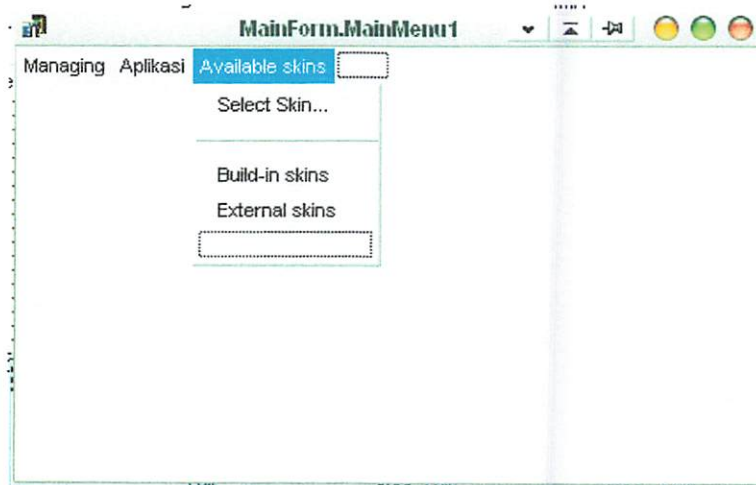 MainForm.MainMenu1
Managing Aplikasi Available skins
Select Skin...
Build-in skins
External skins